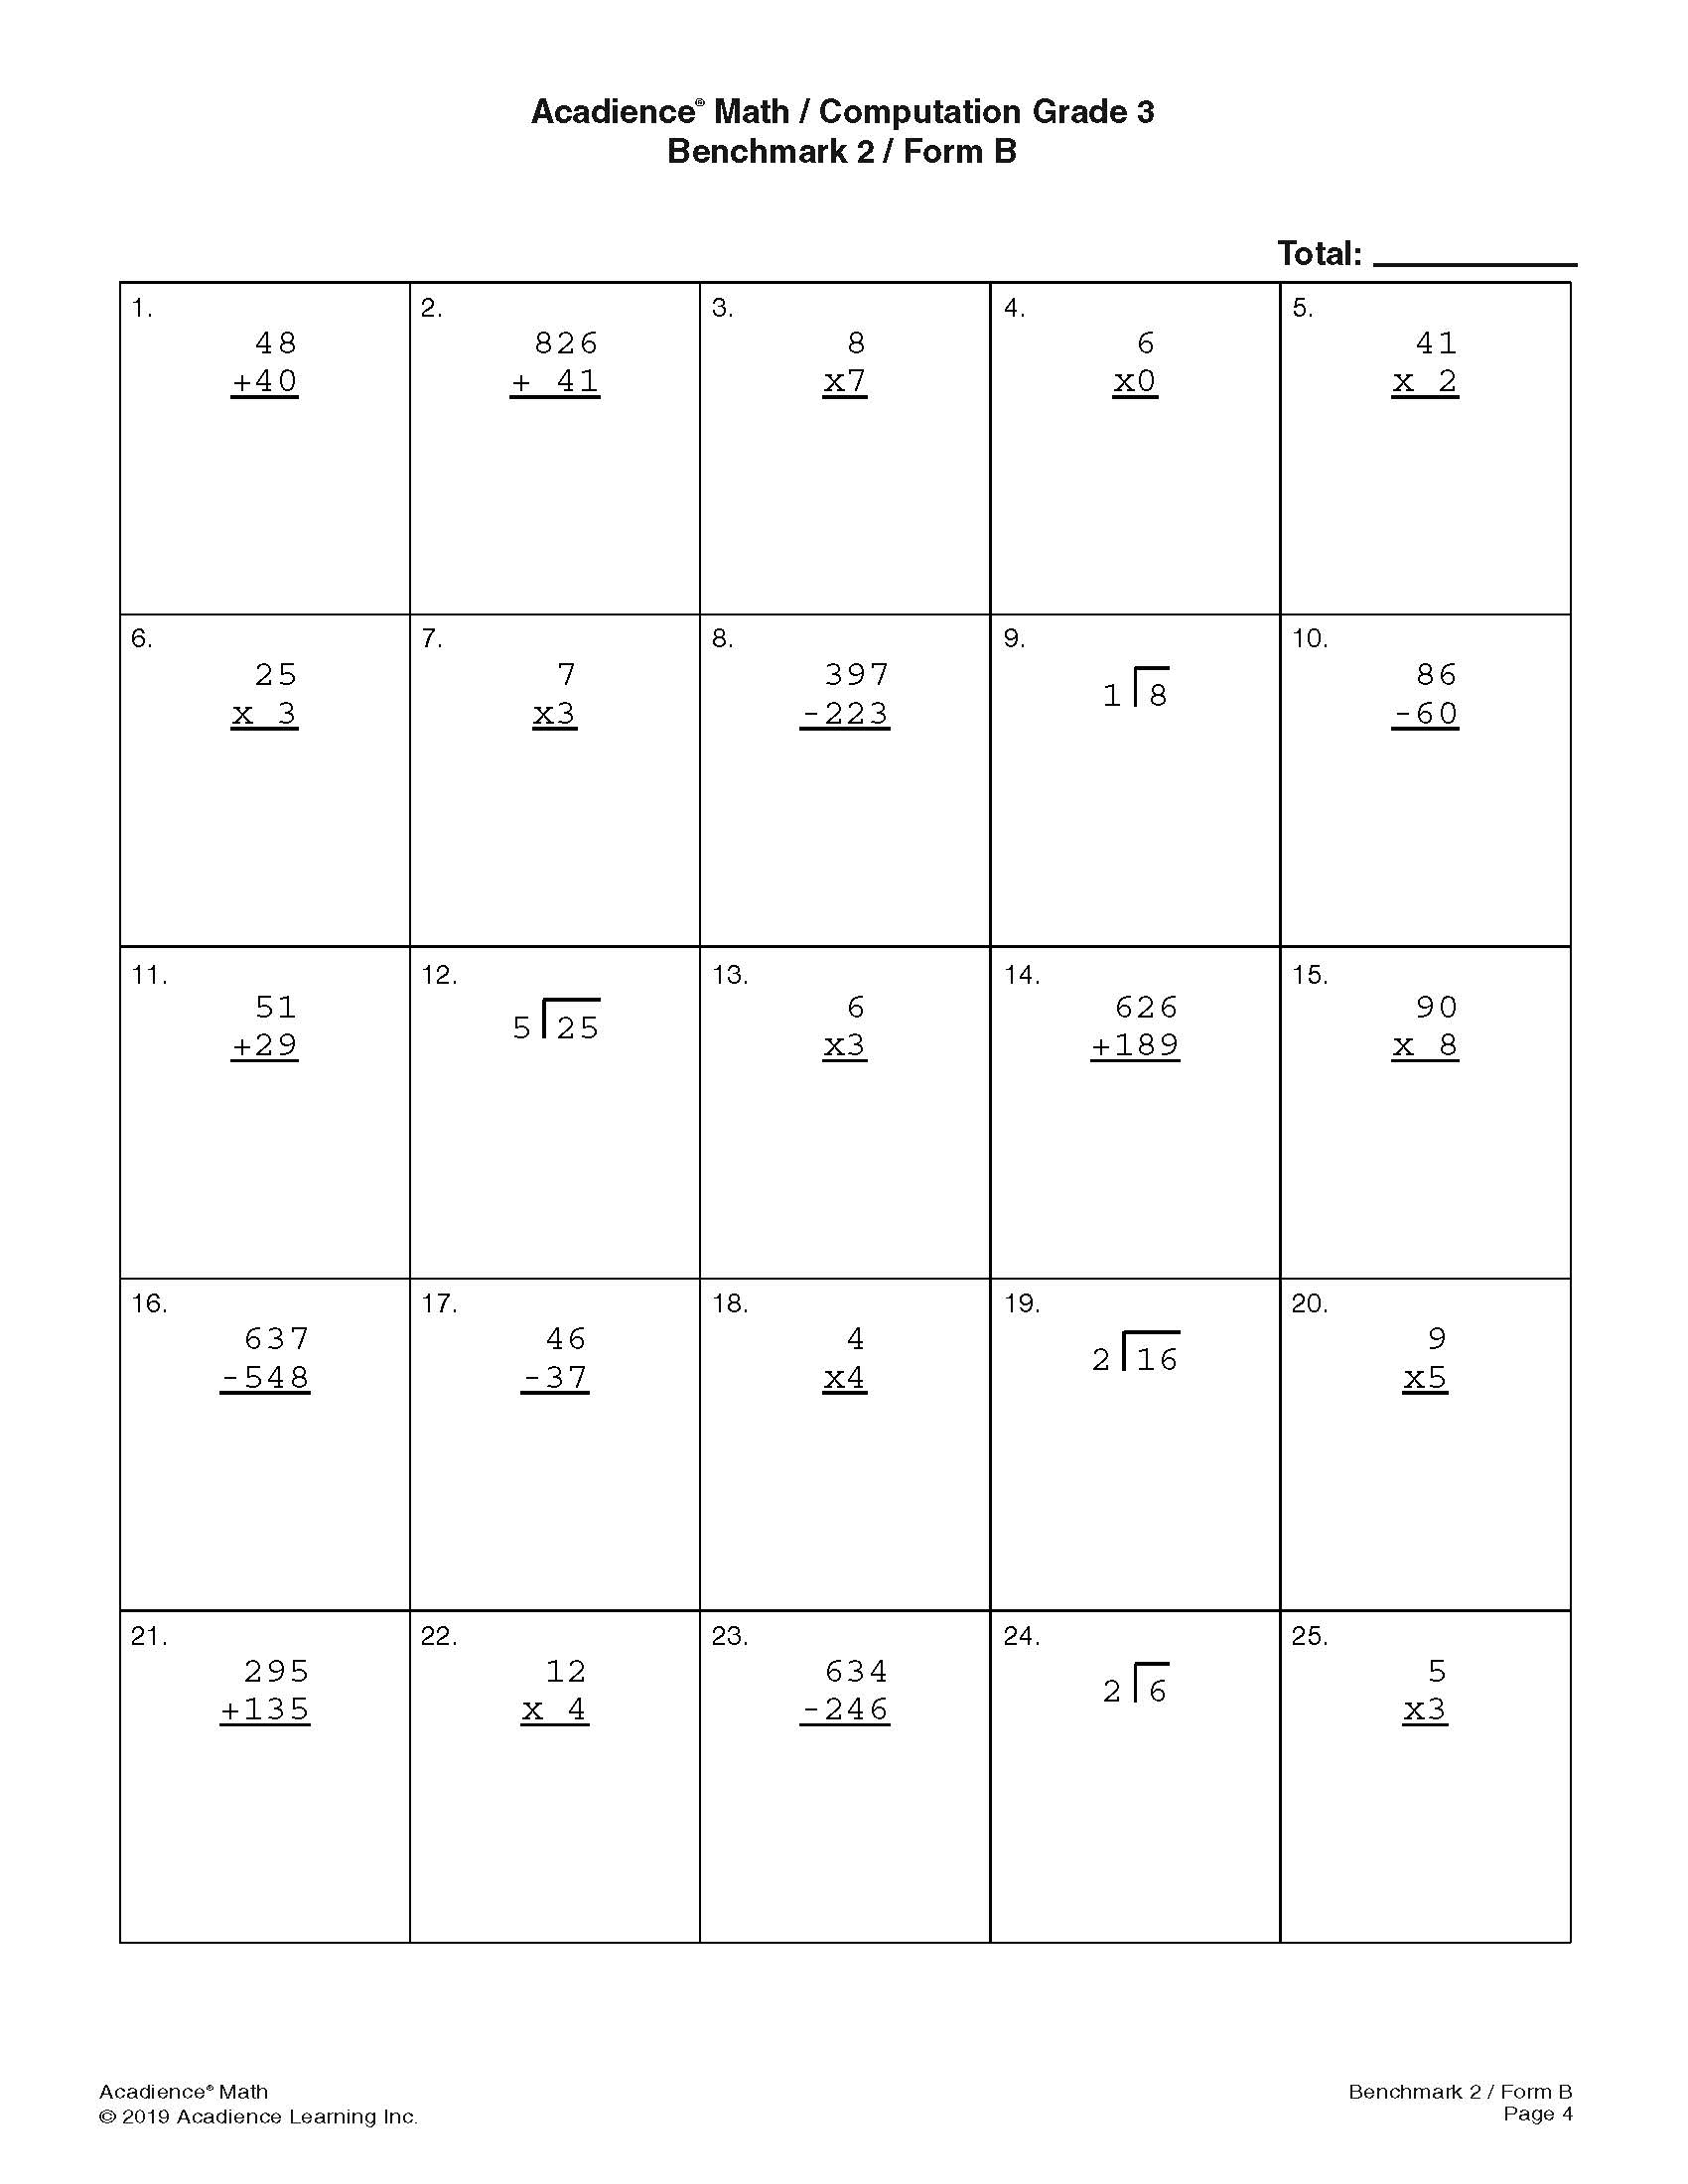 Acadience® Math / Computation Grade 3
Benchmark 2 / Form B
Total:
1. 2. 3. 4. 5.
48 826 8 6 41
+40 + 41 x7 x0 x 2
6. 7. 8. 9. 10.
25 7 397 1 8 86
x 3 x3 -223 -60
11. 12. 13. 14. 15.
51 5 25 6 626 90
+29 x3 +189 x 8
16. 17. 18. 19. 20.
637 46 4 2 16 9
-548 -37 x4 x5
21. 22. 23. 24. 25.
295 12 634 2 6 5
+135 x 4 -246 x3
Acadience® Math Benchmark 2 / Form B
© 2019 Acadience Learning Inc. Page 4